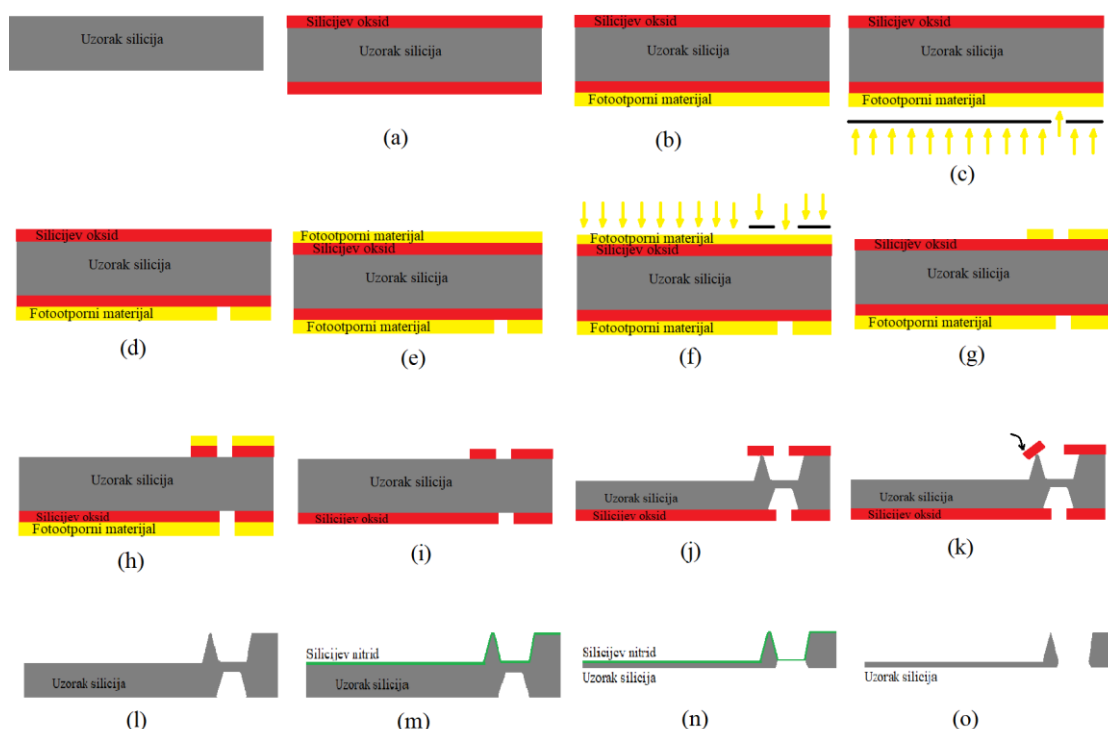 Uzorak silicija
Silicijev oksid
Uzorak silicija
(a)
Silicijev oksid
Uzorak silicija
Fotootporni materijal
(b)
Silicijev oksid
Uzorak silicija
Fotootporni materijal
(c)
Silicijev oksid
Uzorak silicija
Fotootporni materijal
(d)
Fotootporni materijal
Silicijev oksid
Uzorak silicija
Fotootporni materijal
(e)
Fotootporni materijal
Silicijev oksid
Uzorak silicija
Fotootporni materijal
(f)
Silicijev oksid
Uzorak silicija
Fotootporni materijal
(g)
Uzorak silicija
Silicijev oksid
Fotootporni materijal
(h)
Uzorak silicija
Silicijev oksid
(i)
Uzorak silicija
Silicijev oksid
(j)
Uzorak silicija
Silicijev oksid
(k)
Uzorak silicija
(l)
Silicijev nitrid
Uzorak silicija
(m)
Silicijev nitrid
Uzorak silicija
(n)
Uzorak silicija
(o)